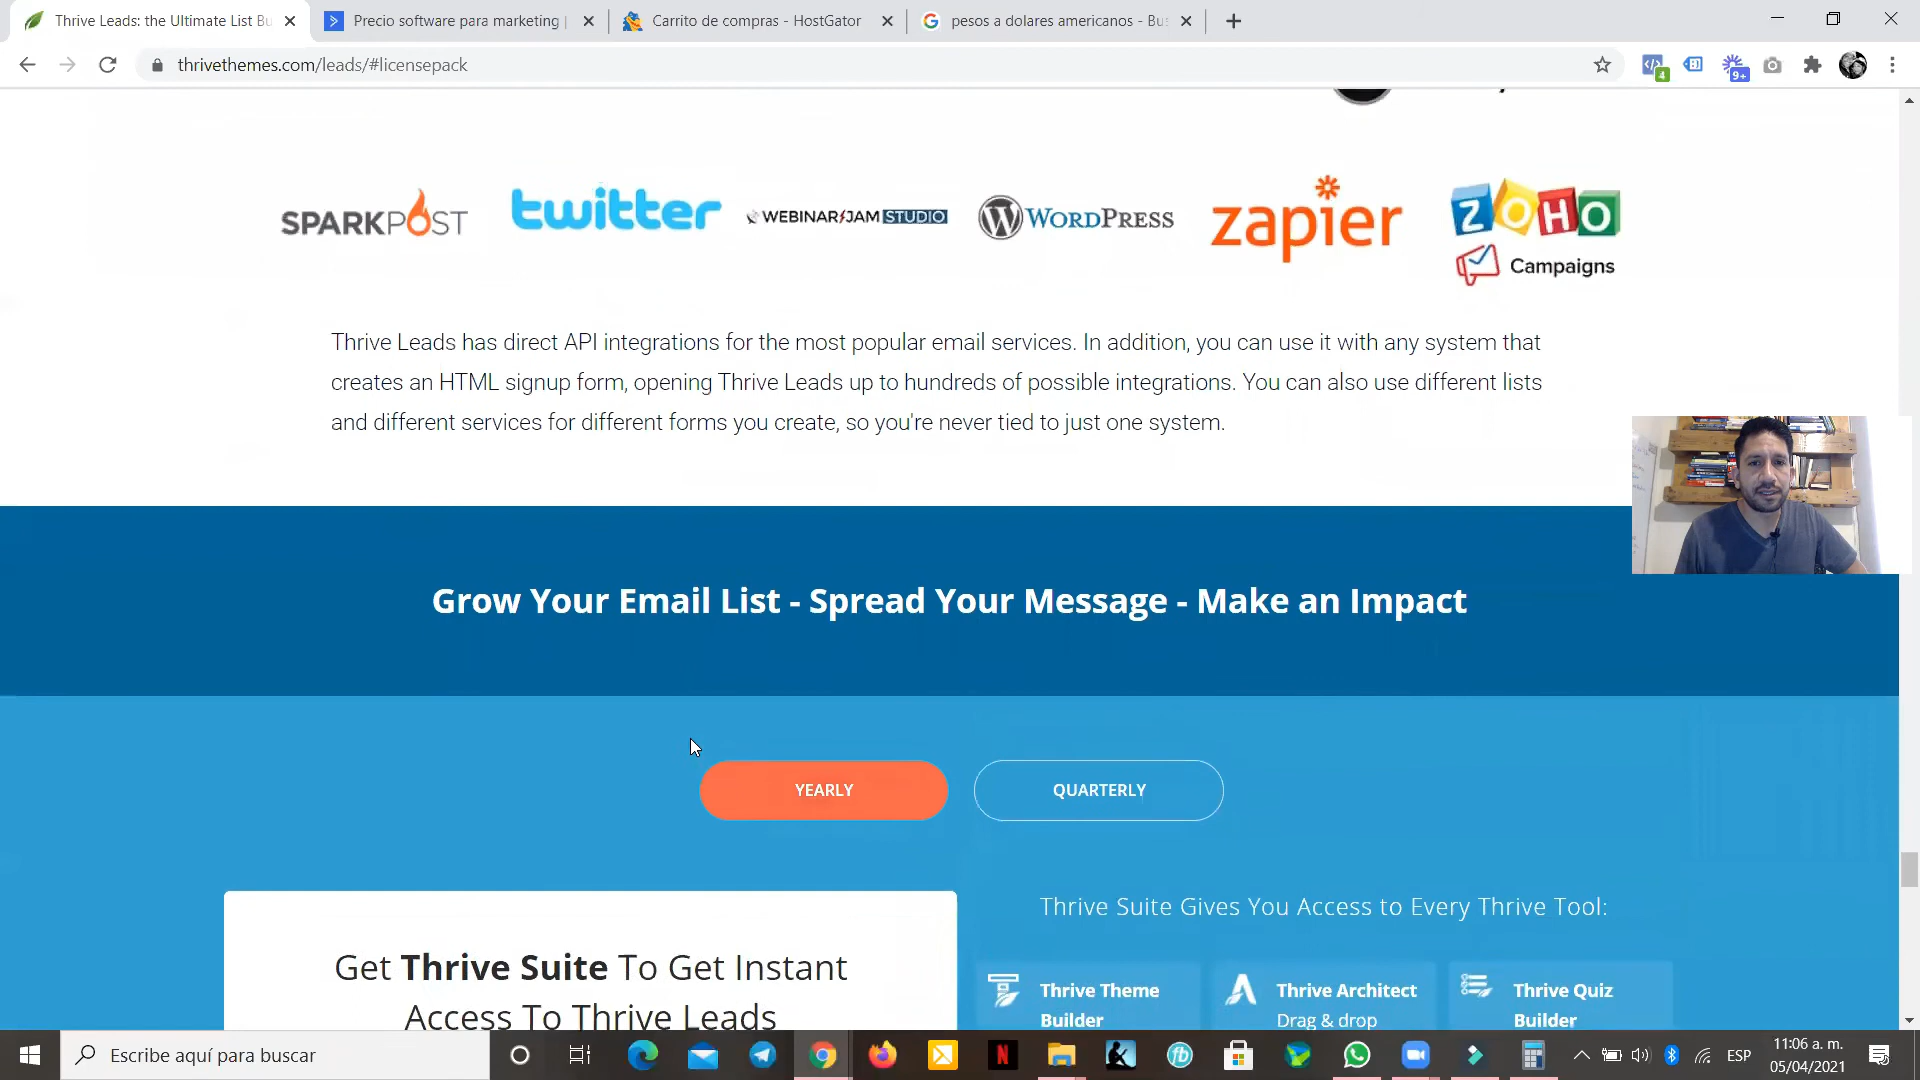 Thrive Leads: the Ultimate List Bu
Precio software para marketing |
Carrito de compras - HostGator
pesos a dolares americanos - Bus
thrivethemes.com/leads/#licensepack
4
9+
SPARKPOST
twitter
WEBINARJAM STUDIO
WORDPRESS
zapier
ZOHO
Campaigns
Thrive Leads has direct API integrations for the most popular email services. In addition, you can use it with any system that
creates an HTML signup form, opening Thrive Leads up to hundreds of possible integrations. You can also use different lists
and different services for different forms you create, so you're never tied to just one system.
Grow Your Email List - Spread Your Message - Make an Impact
YEARLY
QUARTERLY
Thrive Suite Gives You Access to Every Thrive Tool:
Get Thrive Suite To Get Instant
Access To Thrive Leads
Thrive Theme
Builder
Thrive Architect
Drag & drop
Thrive Quiz
Builder
Escribe aquí para buscar
N
fb
ESP
11:06 a. m.
05/04/2021